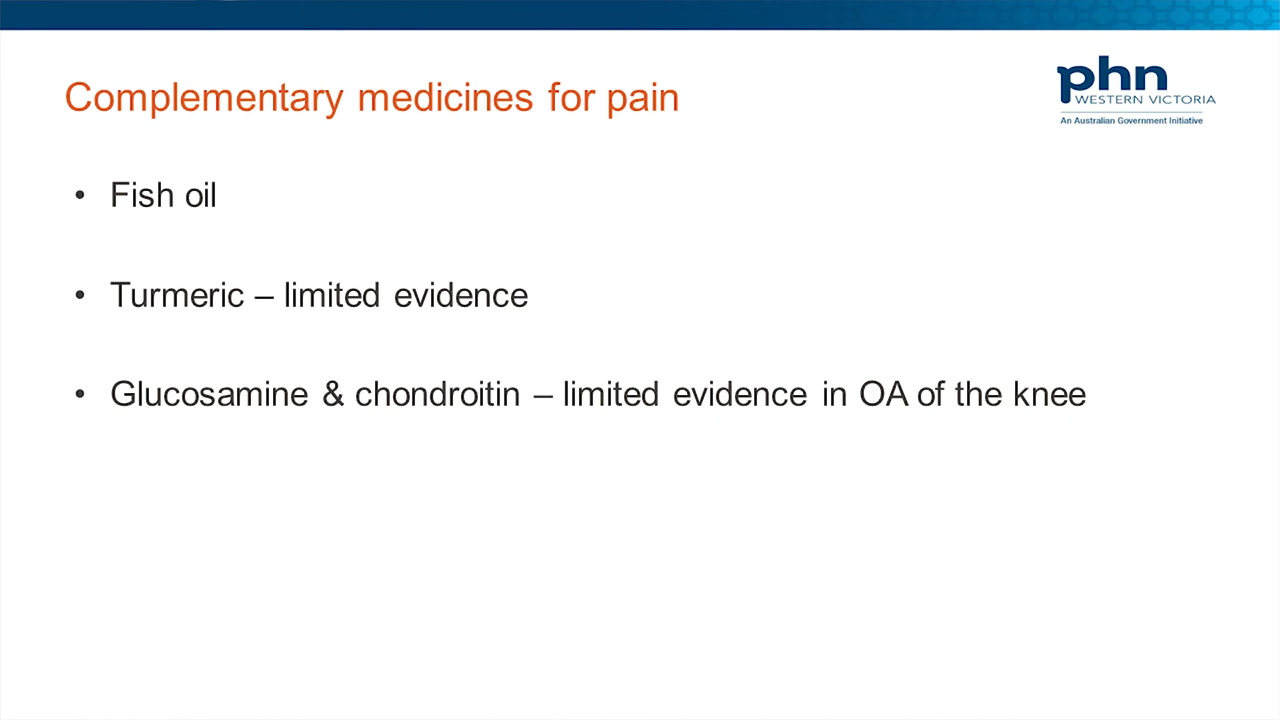 Complementary medicines for pain
phn
WESTERN VICTORIA
An Australian Government Initiative
• Fish oil
• Turmeric – limited evidence
• Glucosamine & chondroitin – limited evidence in OA of the knee